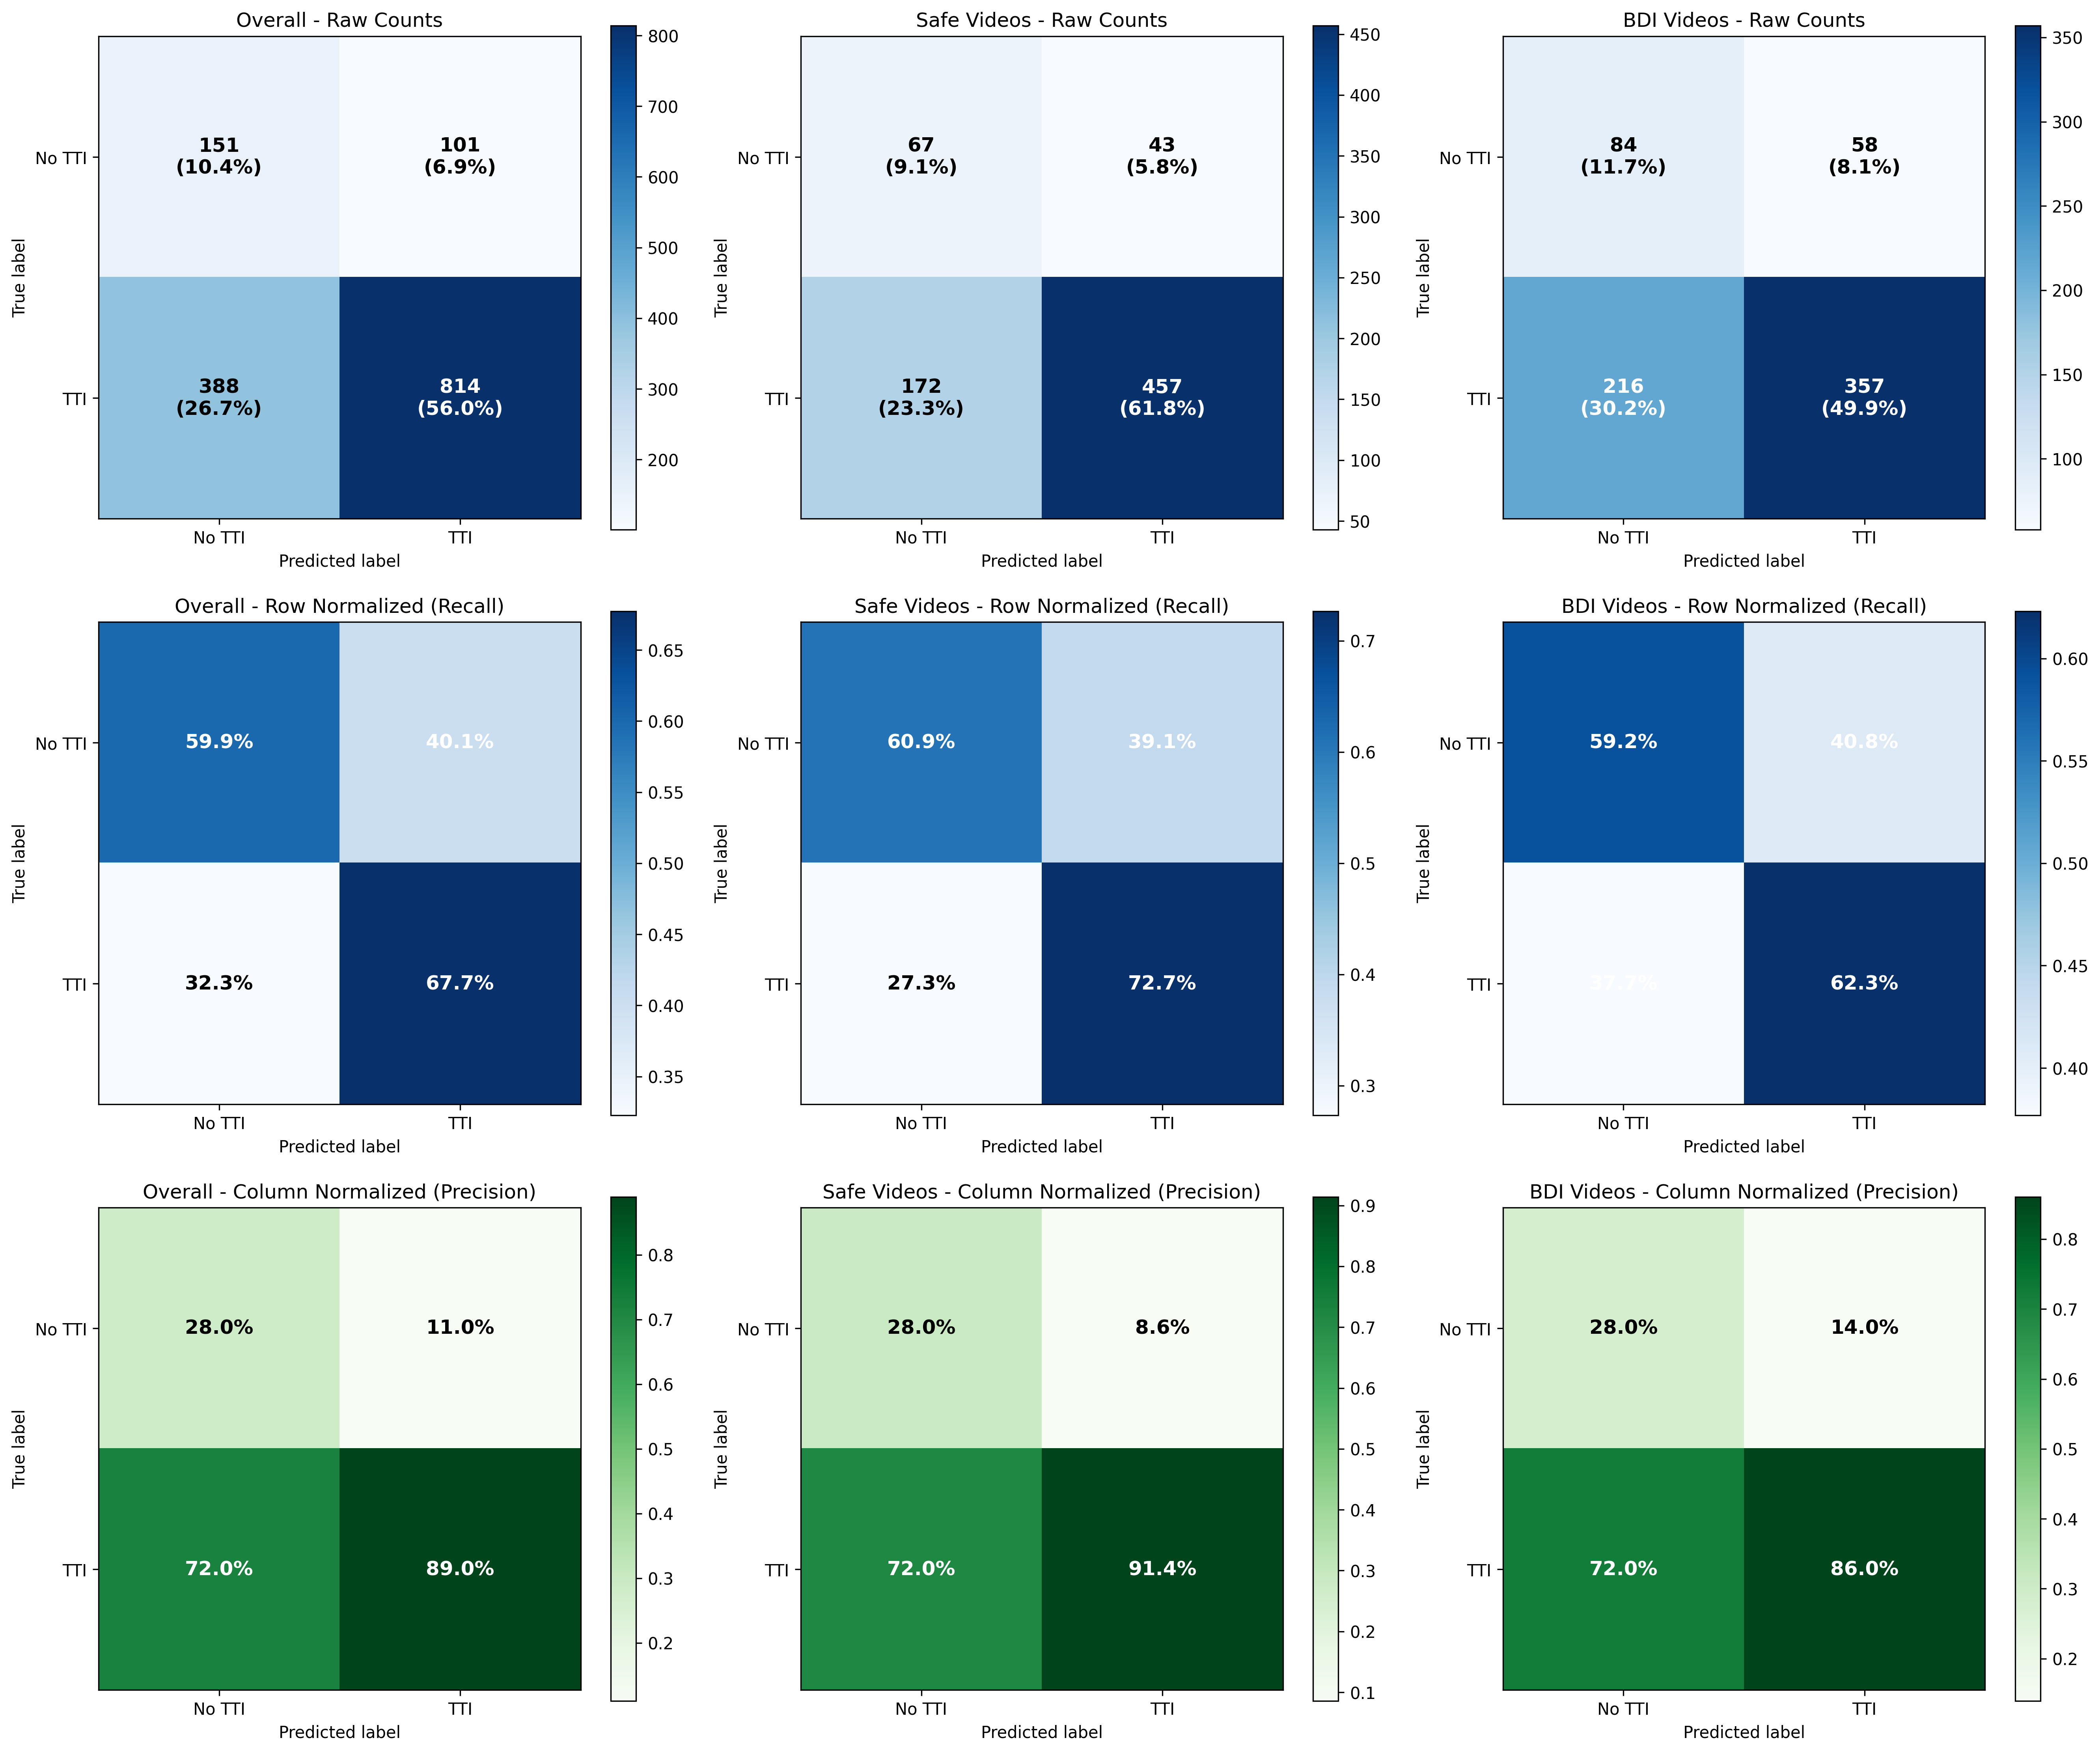 Overall - Raw Counts
True label
No TTI
TTI
151
(10.4%)
101
(6.9%)
388
(26.7%)
814
(56.0%)
No TTI
TTI
Predicted label
800
700
600
500
400
300
200
Safe Videos - Raw Counts
True label
No TTI
TTI
67
(9.1%)
43
(5.8%)
172
(23.3%)
457
(61.8%)
No TTI
TTI
Predicted label
450
400
350
300
250
200
150
100
50
BDI Videos - Raw Counts
True label
No TTI
TTI
84
(11.7%)
58
(8.1%)
216
(30.2%)
357
(49.9%)
No TTI
TTI
Predicted label
350
300
250
200
150
100
Overall - Row Normalized (Recall)
True label
No TTI
TTI
59.9%
40.1%
32.3%
67.7%
No TTI
TTI
Predicted label
0.65
0.60
0.55
0.50
0.45
0.40
0.35
Safe Videos - Row Normalized (Recall)
True label
No TTI
TTI
60.9%
39.1%
27.3%
72.7%
No TTI
TTI
Predicted label
0.7
0.6
0.5
0.4
0.3
BDI Videos - Row Normalized (Recall)
True label
No TTI
TTI
59.2%
40.8%
37.7%
62.3%
No TTI
TTI
Predicted label
0.60
0.55
0.50
0.45
0.40
Overall - Column Normalized (Precision)
True label
No TTI
TTI
28.0%
11.0%
72.0%
89.0%
No TTI
TTI
Predicted label
0.8
0.7
0.6
0.5
0.4
0.3
0.2
Safe Videos - Column Normalized (Precision)
True label
No TTI
TTI
28.0%
8.6%
72.0%
91.4%
No TTI
TTI
Predicted label
0.9
0.8
0.7
0.6
0.5
0.4
0.3
0.2
0.1
BDI Videos - Column Normalized (Precision)
True label
No TTI
TTI
28.0%
14.0%
72.0%
86.0%
No TTI
TTI
Predicted label
0.8
0.7
0.6
0.5
0.4
0.3
0.2